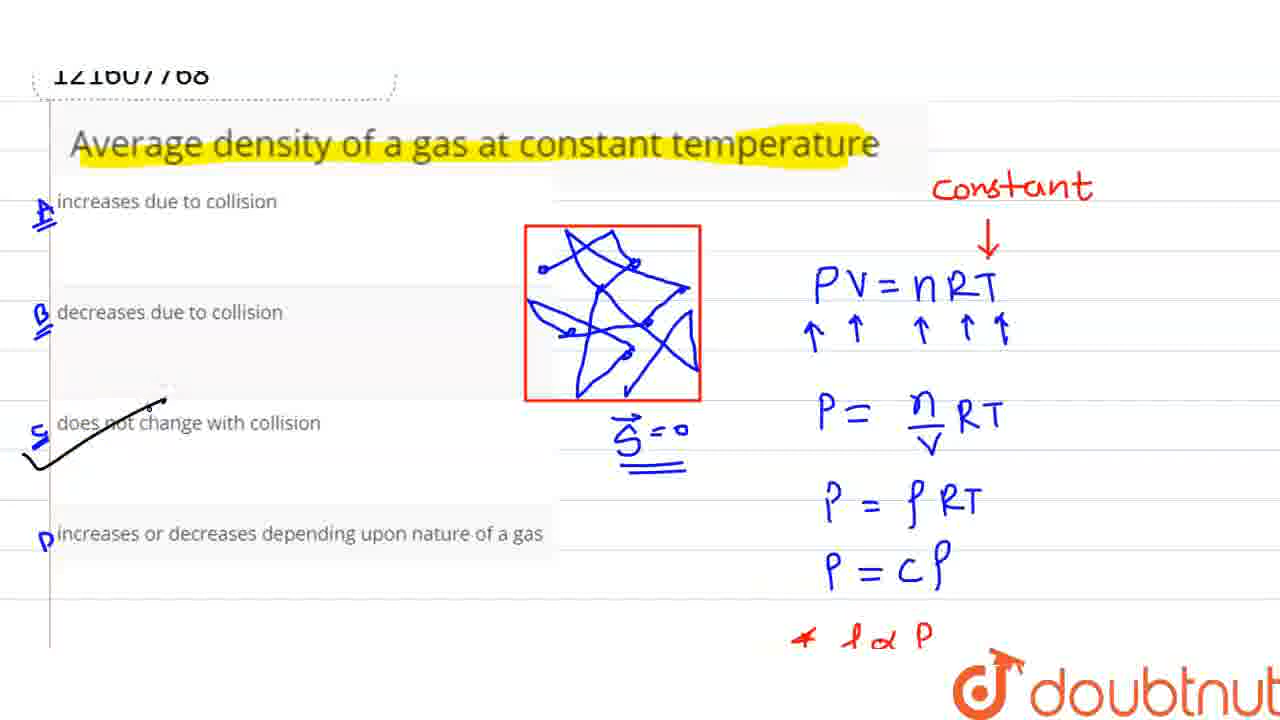 121607768
Average density of a gas at constant temperature
A increases due to collision
B decreases due to collision
C does not change with collision
D increases or decreases depending upon nature of a gas
S = 0
constant
PV = nRT
P = n/V RT
P = ρRT
P = Cρ
* ρ ∝ P
doubtnut